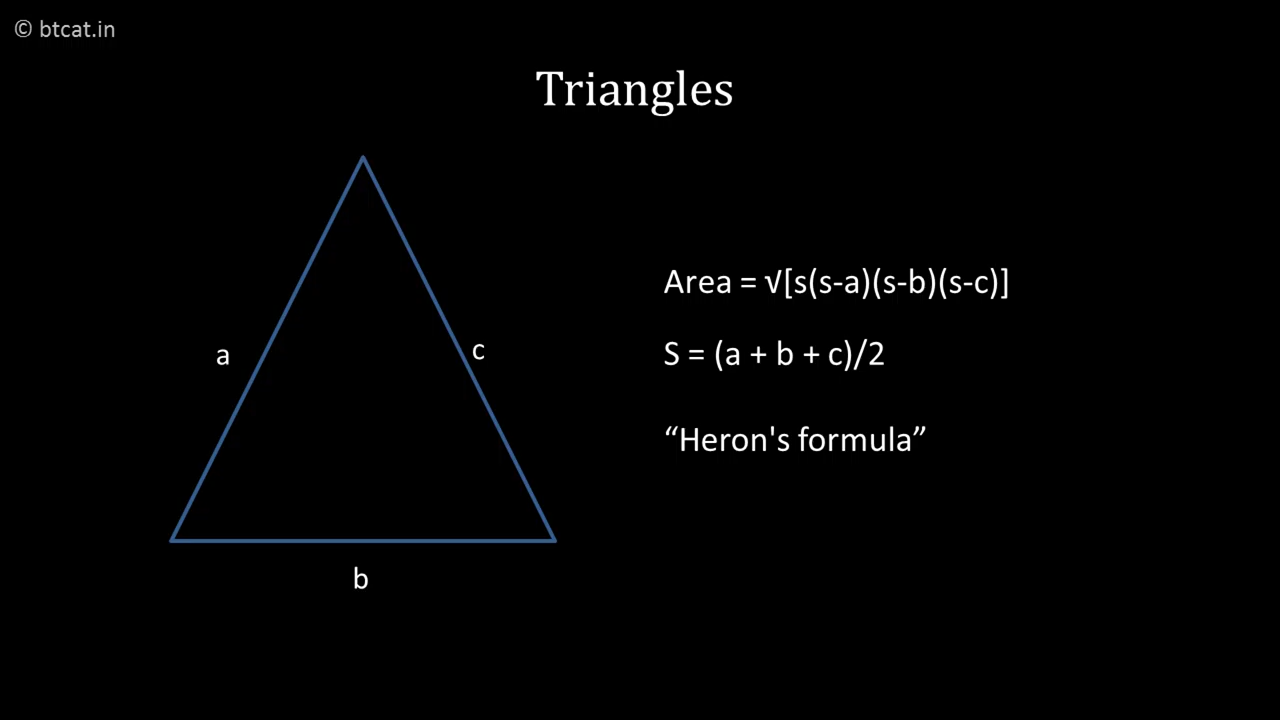 © btcat.in
Triangles
Area = √[s(s-a)(s-b)(s-c)]
a
c
S = (a + b + c)/2
“Heron's formula”
b